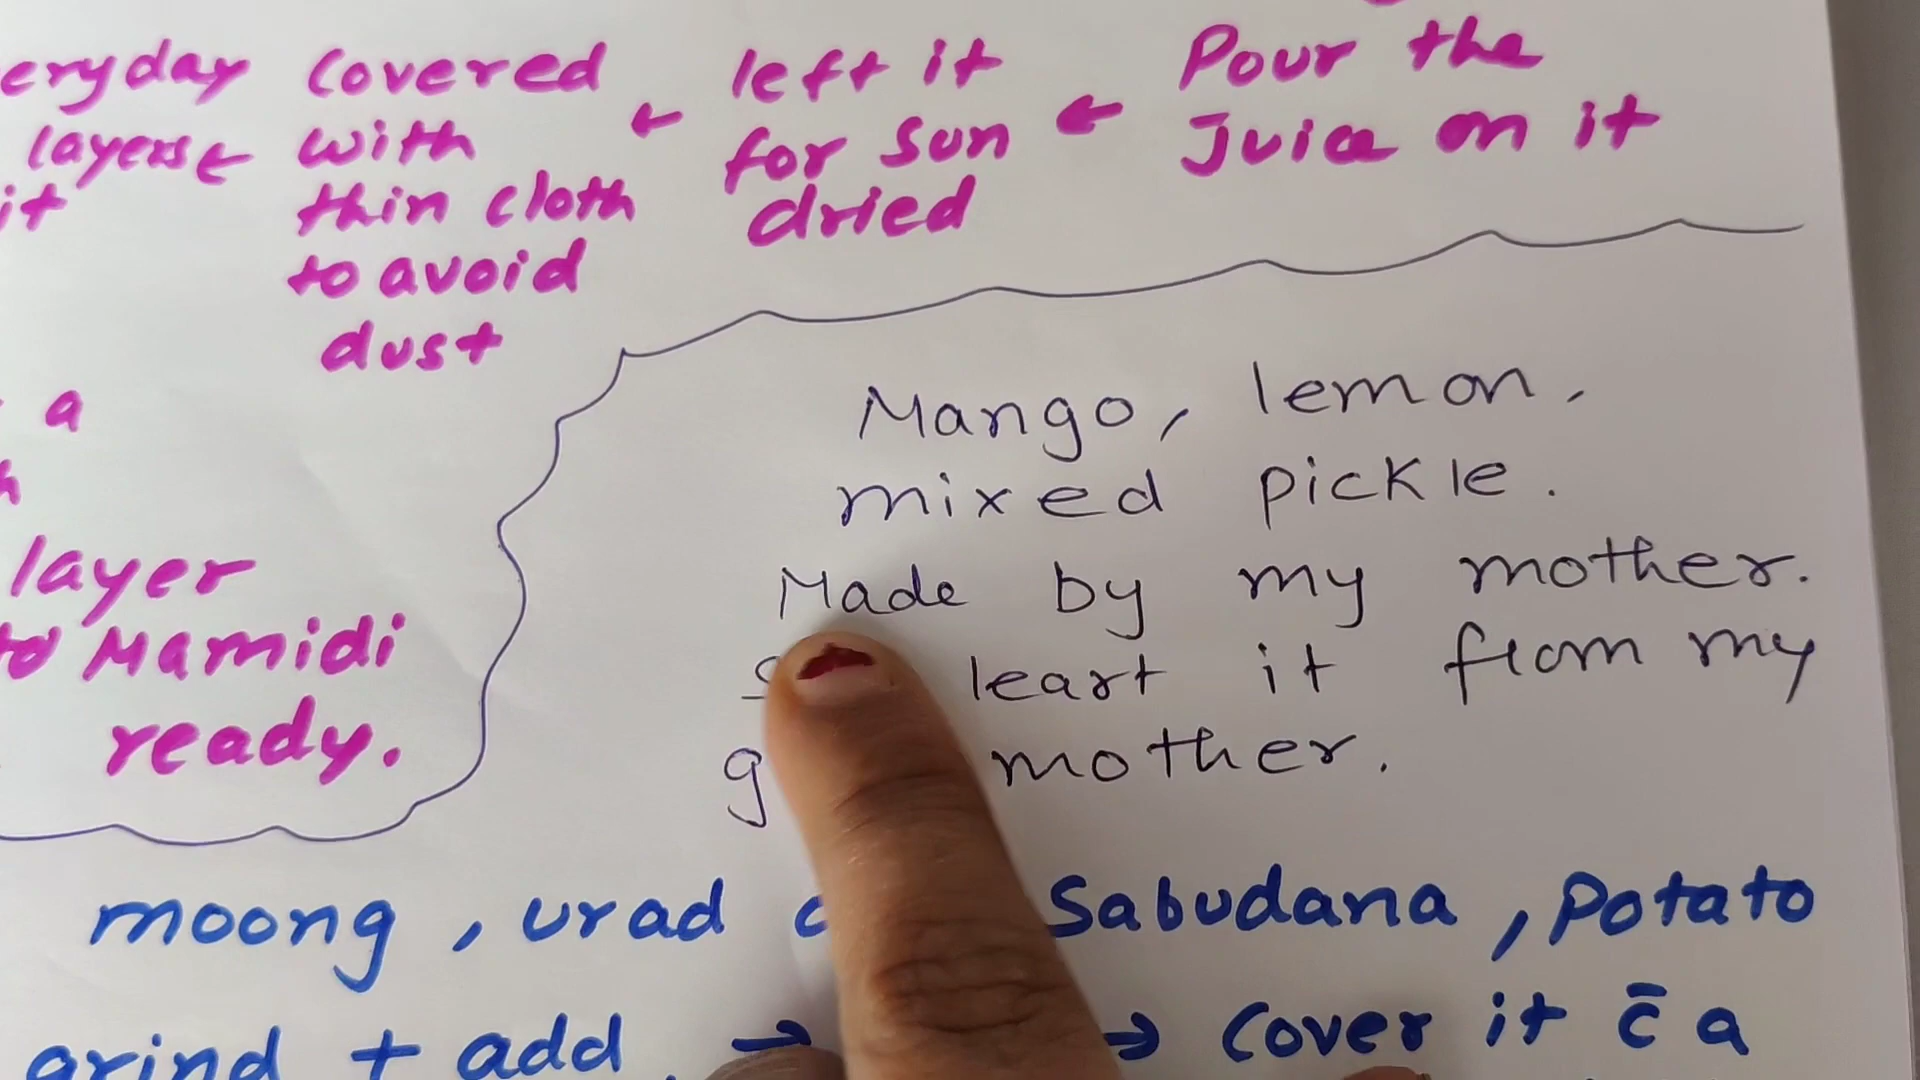 eryday covered left it Pour the
layers ← with ← for sun ← Juice on it
it thin cloth dried
to avoid
dust
a
layer
to Mamidi
ready.
Mango, lemon,
mixed pickle.
Made by my mother.
leart it from my
mother.
moong, urad Sabudana, Potato
grind + add → → cover it c̄ a